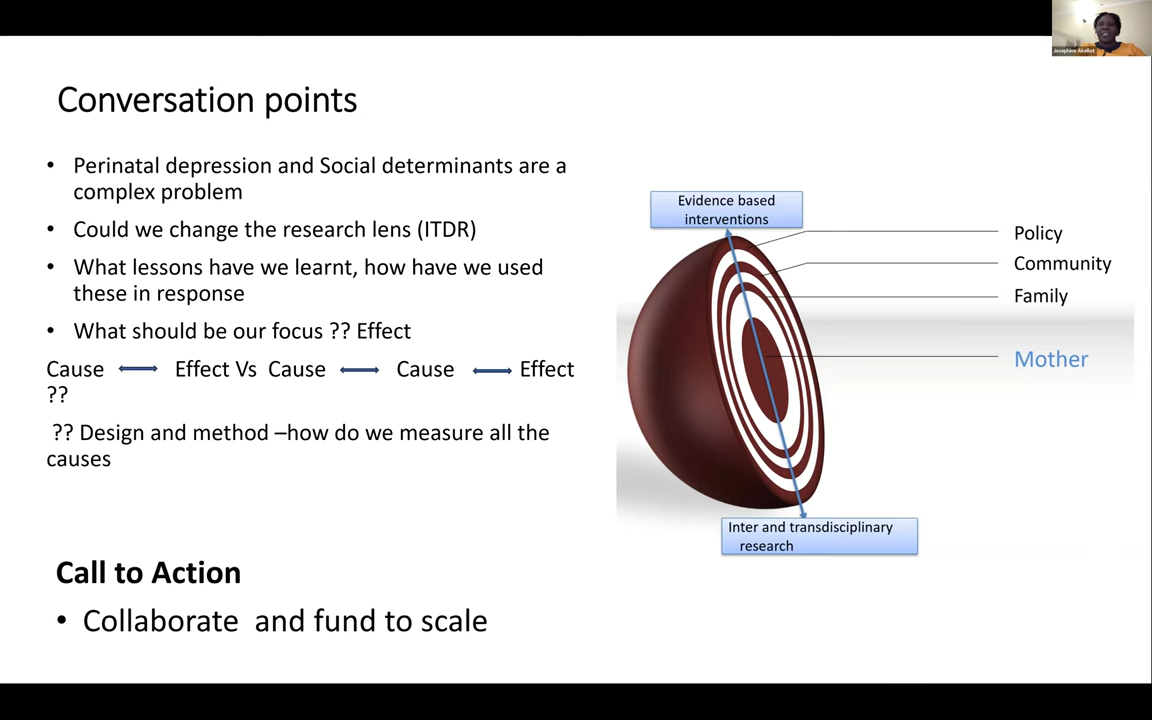 Josephine Akellot
Conversation points
• Perinatal depression and Social determinants are a
complex problem
• Could we change the research lens (ITDR)
• What lessons have we learnt, how have we used
these in response
• What should be our focus ?? Effect
Cause Effect Vs Cause Cause Effect
??
?? Design and method –how do we measure all the
causes
Call to Action
• Collaborate and fund to scale
Evidence based
interventions
Policy
Community
Family
Mother
Inter and transdisciplinary
research